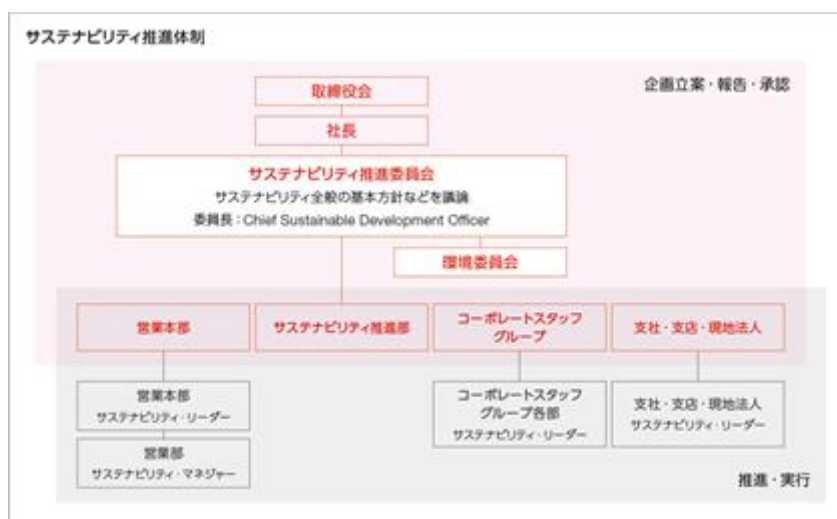 サステナビリティ推進体制
企画立案・報告・承認
取締役会
社長
サステナビリティ推進委員会
サステナビリティ全般の基本方針などを議論
委員長：Chief Sustainable Development Officer
環境委員会
営業本部
サステナビリティ推進部
コーポレートスタッフ
グループ
支社・支店・現地法人
営業本部
サステナビリティ・リーダー
コーポレートスタッフ
グループ各部
サステナビリティ・リーダー
支社・支店・現地法人
サステナビリティ・リーダー
営業部
サステナビリティ・マネジャー
推進・実行